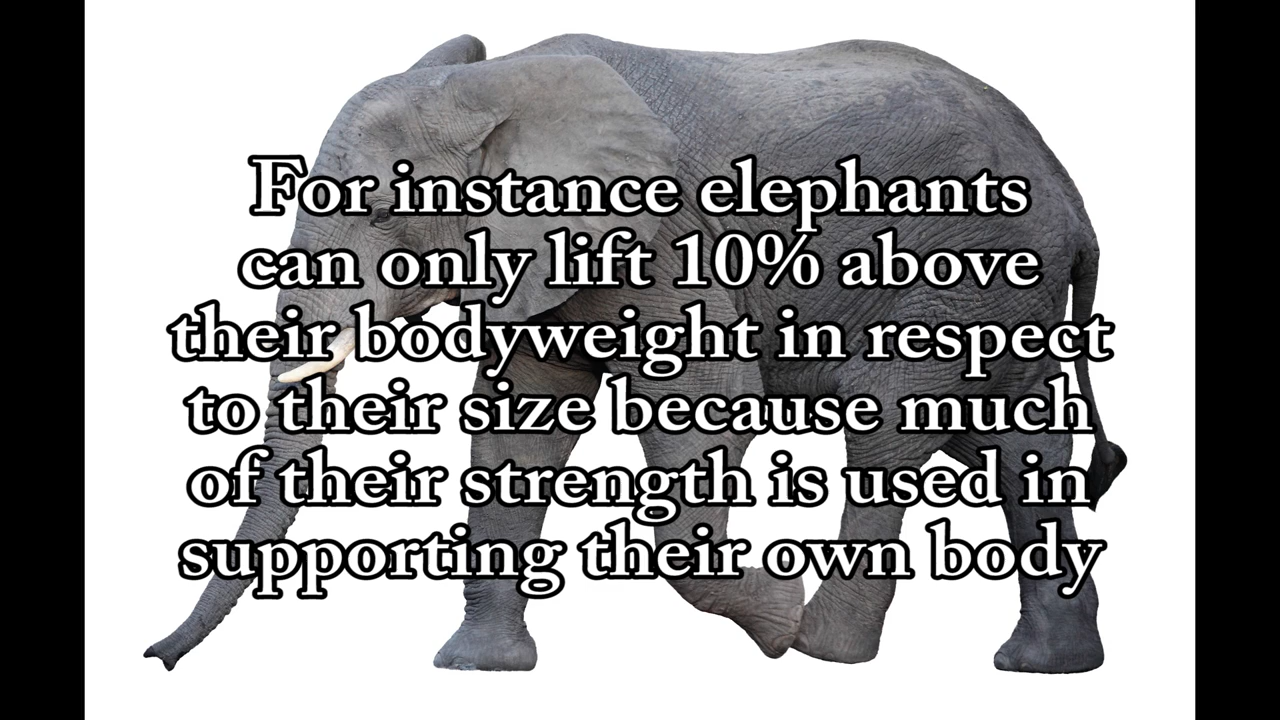 For instance elephants
can only lift 10% above
their bodyweight in respect
to their size because much
of their strength is used in
supporting their own body